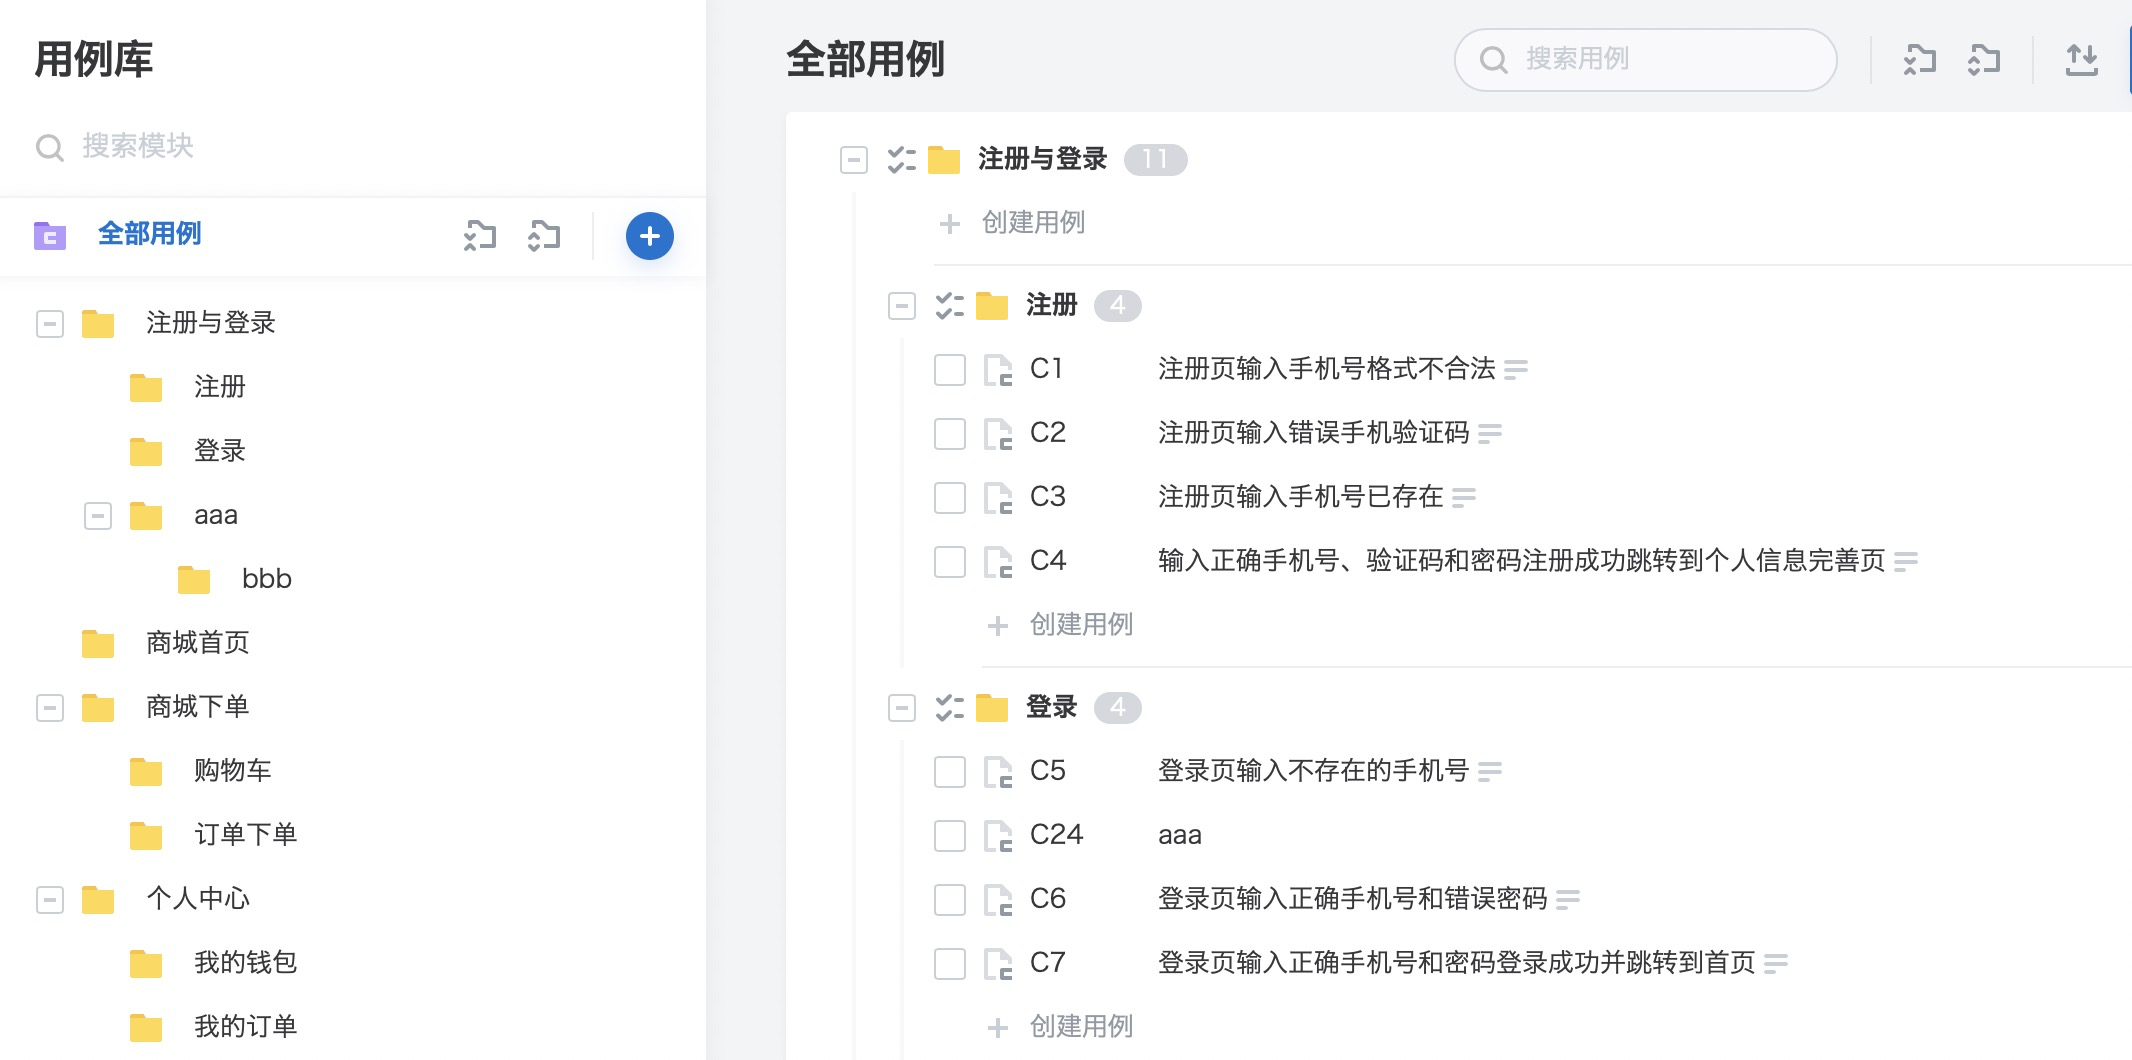 用例库
搜索模块
全部用例
注册与登录
注册
登录
aaa
bbb
商城首页
商城下单
购物车
订单下单
个人中心
我的钱包
我的订单
全部用例
搜索用例
注册与登录 11
创建用例
注册 4
C1 注册页输入手机号格式不合法
C2 注册页输入错误手机验证码
C3 注册页输入手机号已存在
C4 输入正确手机号、验证码和密码注册成功跳转到个人信息完善页
创建用例
登录 4
C5 登录页输入不存在的手机号
C24 aaa
C6 登录页输入正确手机号和错误密码
C7 登录页输入正确手机号和密码登录成功并跳转到首页
创建用例